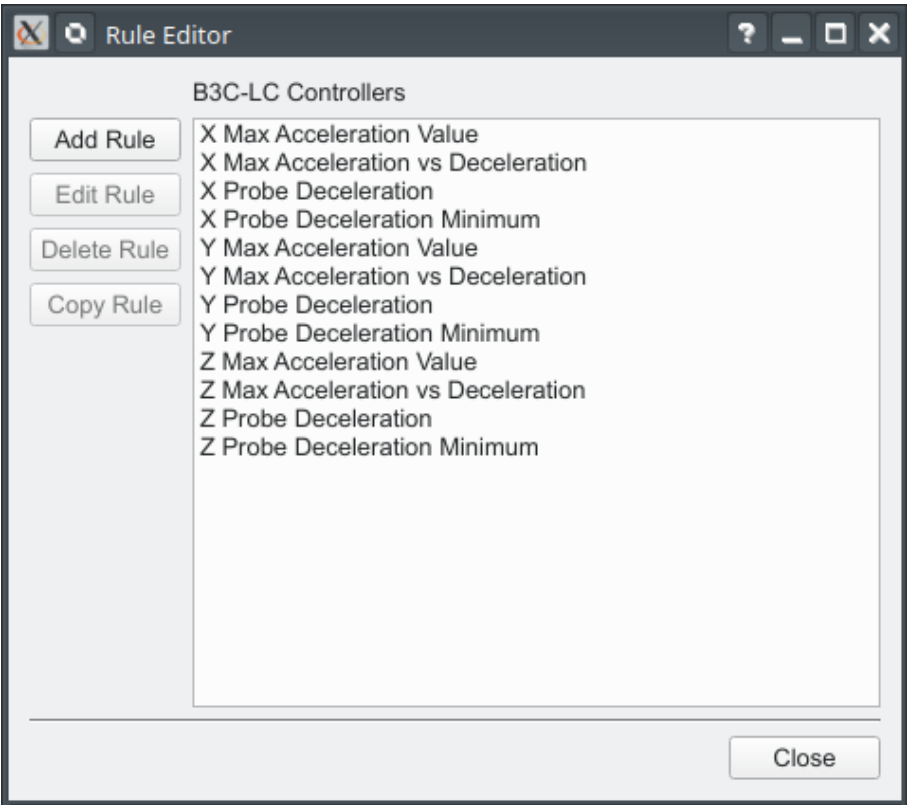 Rule Editor
B3C-LC Controllers
Add Rule
Edit Rule
Delete Rule
Copy Rule
X Max Acceleration Value
X Max Acceleration vs Deceleration
X Probe Deceleration
X Probe Deceleration Minimum
Y Max Acceleration Value
Y Max Acceleration vs Deceleration
Y Probe Deceleration
Y Probe Deceleration Minimum
Z Max Acceleration Value
Z Max Acceleration vs Deceleration
Z Probe Deceleration
Z Probe Deceleration Minimum
Close